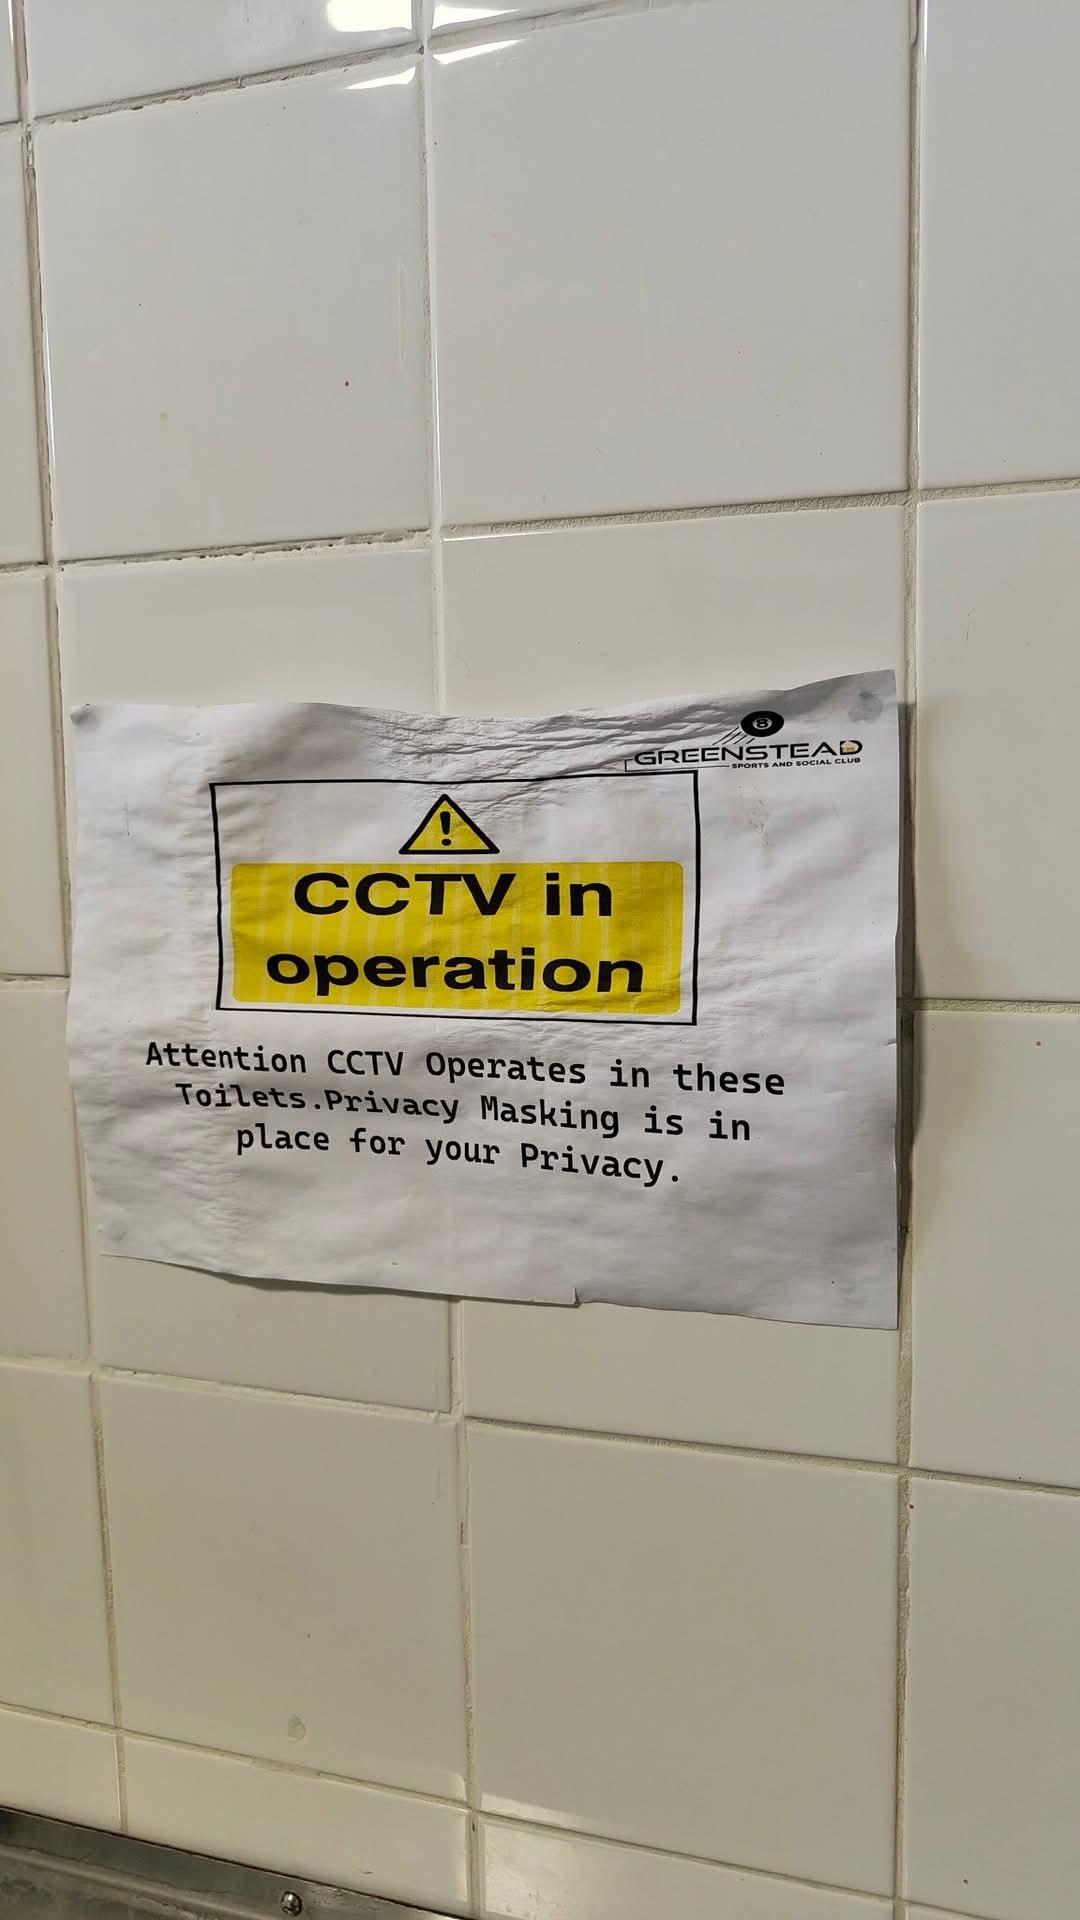 8
GREENSTEAD
SPORTS AND SOCIAL CLUB
!
CCTV in
operation
Attention CCTV Operates in these
Toilets.Privacy Masking is in
place for your Privacy.